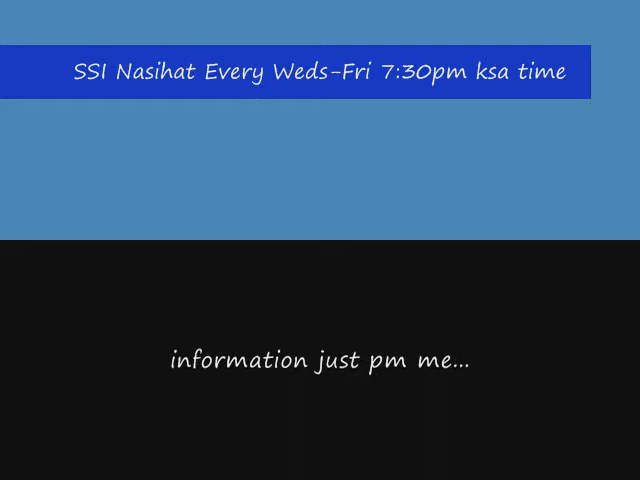 SSI Nasihat Every Weds-Fri 7:30pm ksa time
information just pm me...